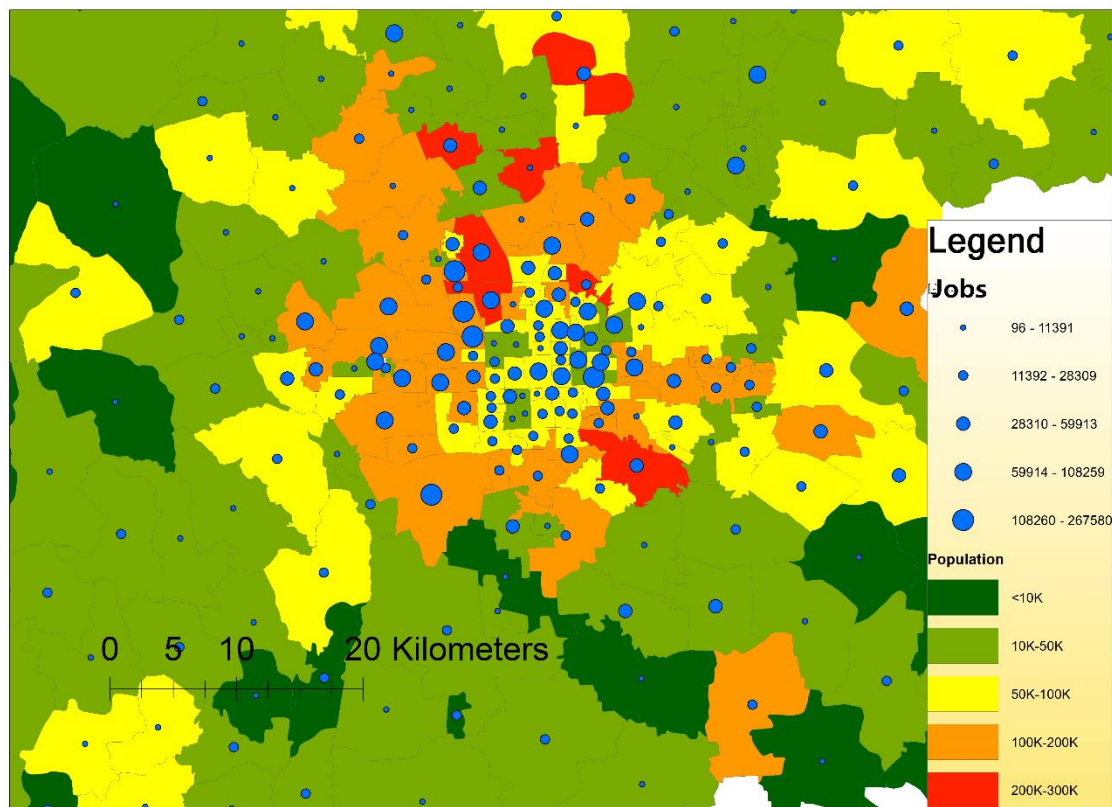 Legend
Jobs
96 - 11391
11392 - 28309
28310 - 59913
59914 - 108259
108260 - 267580
Population
<10K
10K-50K
50K-100K
100K-200K
200K-300K
0 5 10 20 Kilometers